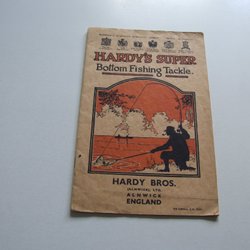 HARDY'S SUPER
Bottom Fishing Tackle.
HARDY BROS.
(ALNWICK) LTD.
ALNWICK
ENGLAND